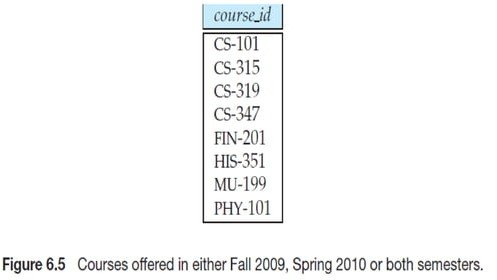 course_id
CS-101
CS-315
CS-319
CS-347
FIN-201
HIS-351
MU-199
PHY-101
Figure 6.5 Courses offered in either Fall 2009, Spring 2010 or both semesters.